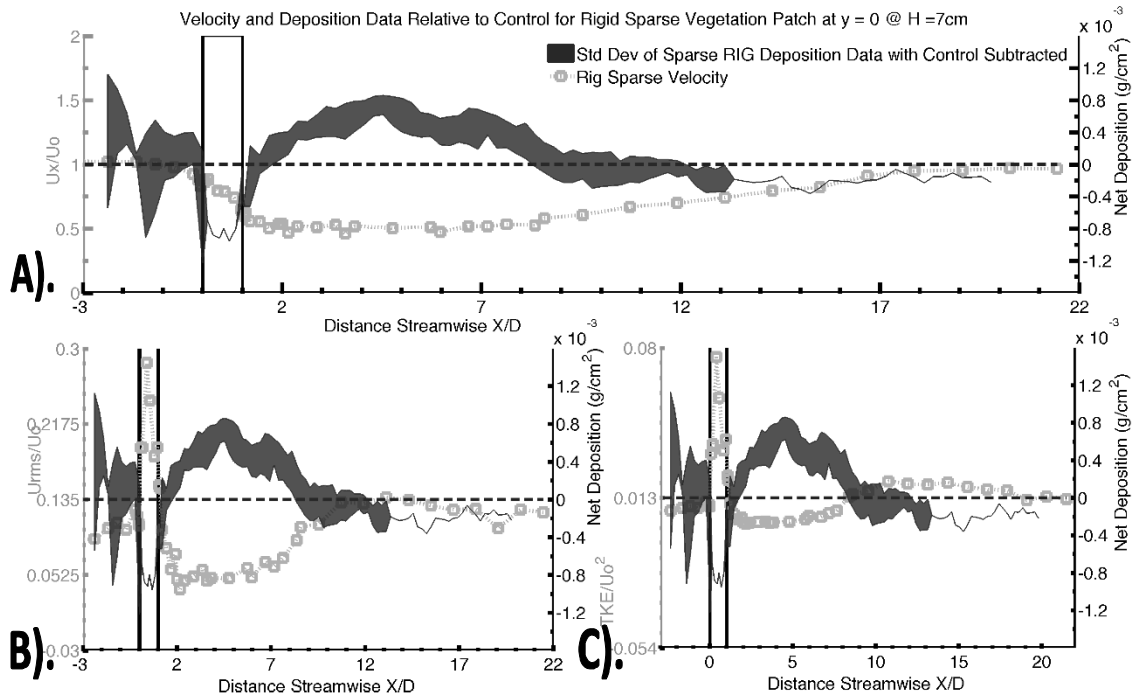 Velocity and Deposition Data Relative to Control for Rigid Sparse Vegetation Patch at y = 0 @ H =7cm
x 10 -3
2
1.5
1
0.5
0
Ux/Uo
Std Dev of Sparse RIG Deposition Data with Control Subtracted
Rig Sparse Velocity
1.2
0.8
0.4
0
-0.4
-0.8
-1.2
Net Deposition (g/cm²)
A).
-3
2
7
12
17
22
Distance Streamwise X/D
x 10 -3
0.3
0.2175
0.135
0.0525
-0.03
Urms/Uo
1.2
0.8
0.4
0
-0.4
-0.8
-1.2
Net Deposition (g/cm²)
B).
-3
2
7
12
17
22
Distance Streamwise X/D
x 10 -3
0.08
0.013
-0.054
TKE/Uo²
1.2
0.8
0.4
0
-0.4
-0.8
-1.2
Net Deposition (g/cm²)
C).
0
5
10
15
20
Distance Streamwise X/D